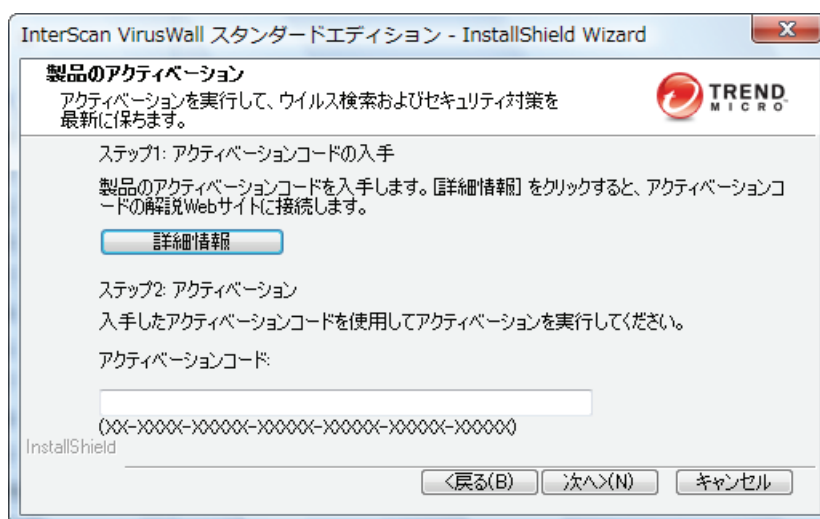 InterScan VirusWall スタンダードエディション - InstallShield Wizard
製品のアクティベーション
アクティベーションを実行して、ウイルス検索およびセキュリティ対策を
最新に保ちます。
TREND
MICRO
ステップ1: アクティベーションコードの入手
製品のアクティベーションコードを入手します。[詳細情報] をクリックすると、アクティベーションコ
ードの解説Webサイトに接続します。
詳細情報
ステップ2: アクティベーション
入手したアクティベーションコードを使用してアクティベーションを実行してください。
アクティベーションコード:
(XX-XXXX-XXXXX-XXXXX-XXXXX-XXXXX-XXXXX)
InstallShield
<戻る(B)
次へ>(N)
キャンセル